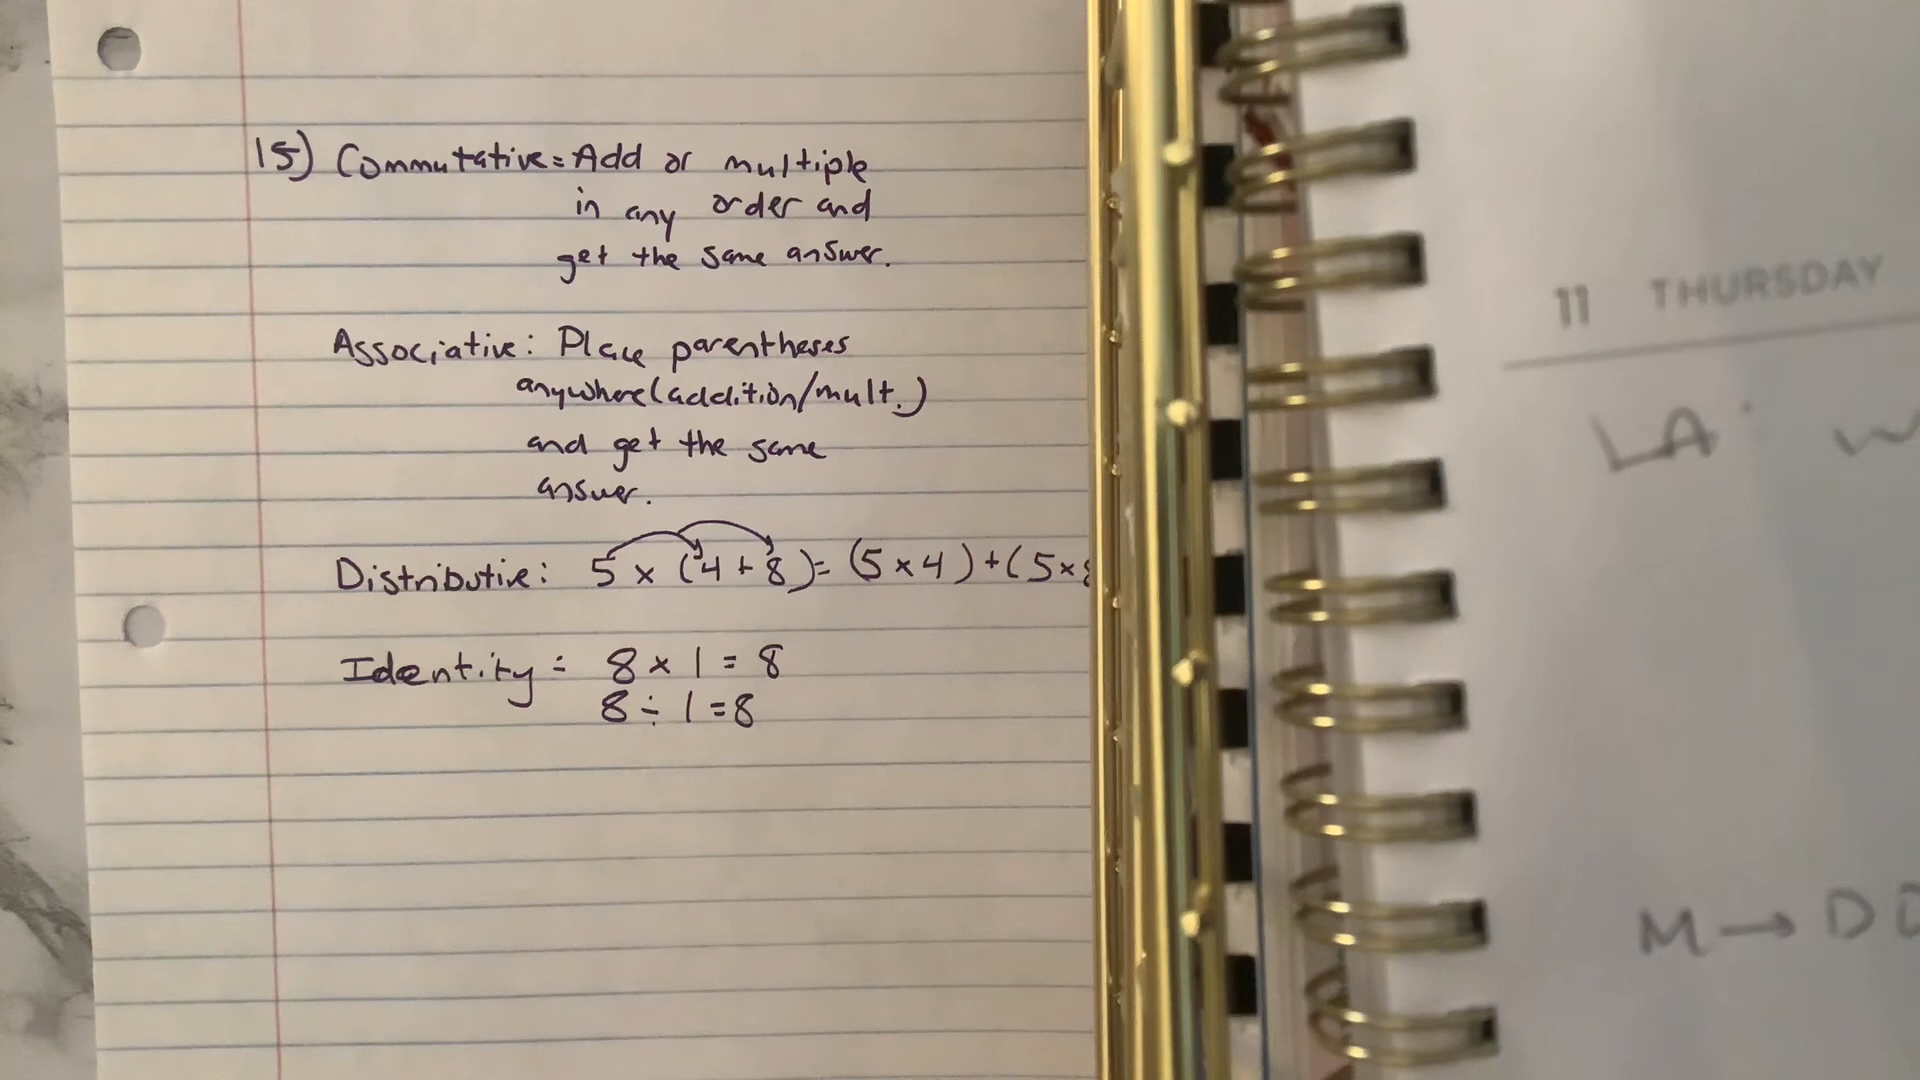 15) Commutative = Add or multiple
in any order and
get the same answer.
Associative : Place parentheses
anywhere (addition/mult.)
and get the same
answer.
Distributive : 5 x (4 + 8) = (5 x 4) + (5 x
Identity = 8 x 1 = 8
8 ÷ 1 = 8
11 THURSDAY
LA:
M → D